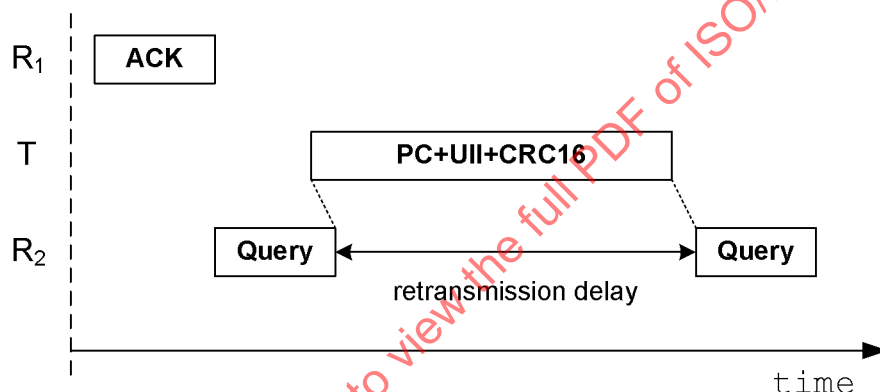 R1
ACK
T
PC+UII+CRC16
R2
Query
Query
retransmission delay
time
to view the full PDF of ISO/